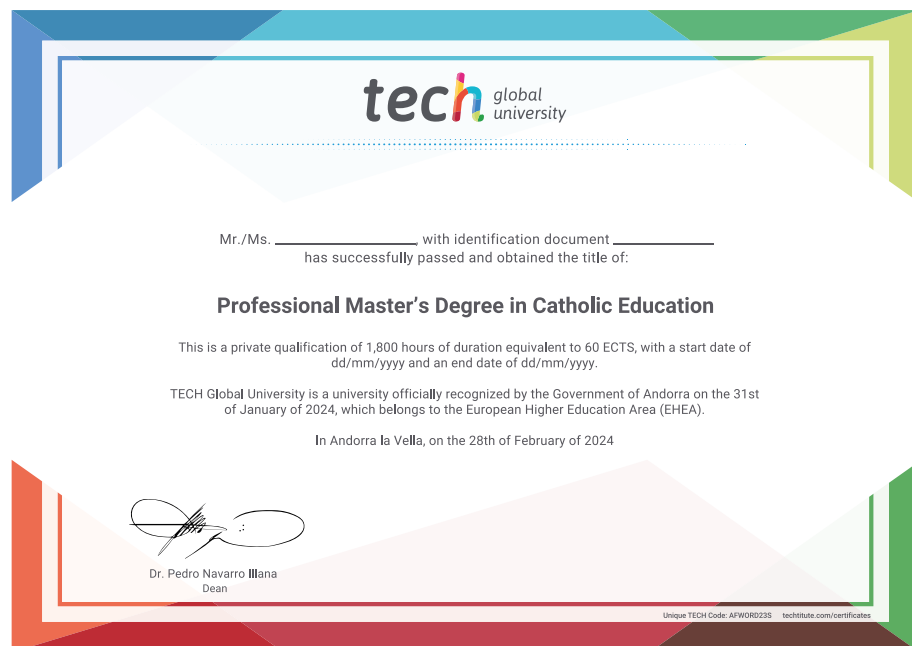 tech global university
Mr./Ms. ____________, with identification document ____________
has successfully passed and obtained the title of:
Professional Master's Degree in Catholic Education
This is a private qualification of 1,800 hours of duration equivalent to 60 ECTS, with a start date of
dd/mm/yyyy and an end date of dd/mm/yyyy.
TECH Global University is a university officially recognized by the Government of Andorra on the 31st
of January of 2024, which belongs to the European Higher Education Area (EHEA).
In Andorra la Vella, on the 28th of February of 2024
Dr. Pedro Navarro Illana
Dean
Unique TECH Code: AFWORD23S techtitute.com/certificates